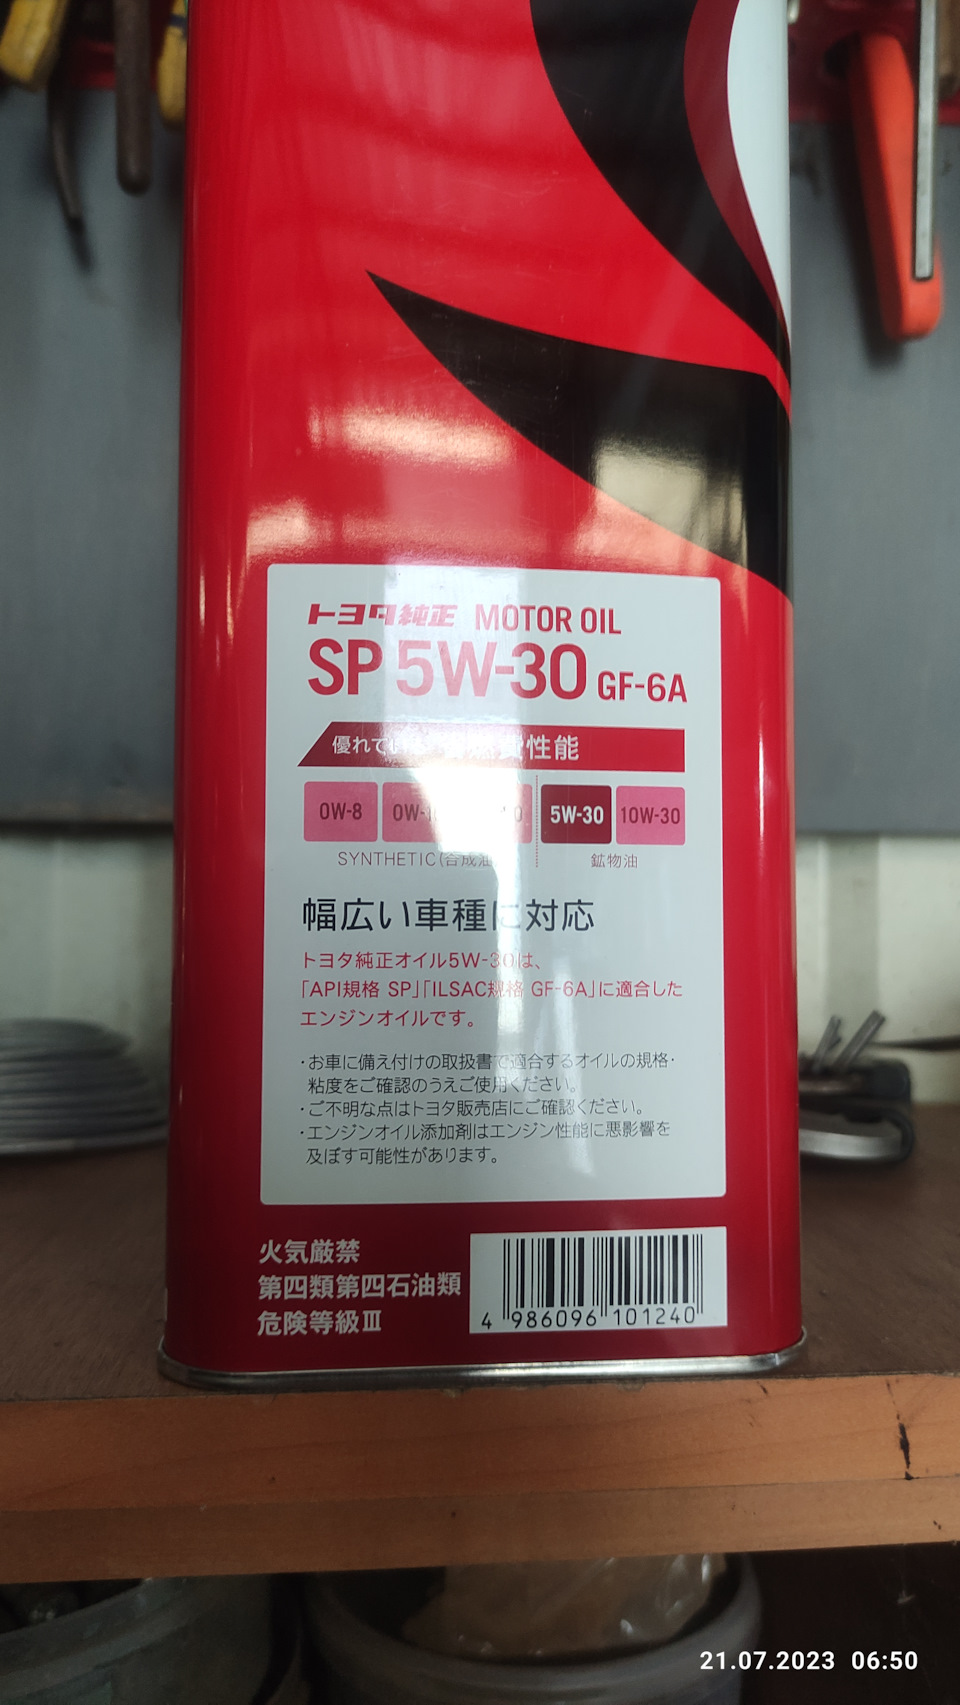 トヨタ純正 MOTOR OIL
SP 5W-30 GF-6A
優れてい 費性能
0W-8 5W-30 10W-30
SYNTHETIC(合成油 鉱物油
幅広い車種に対応
トヨタ純正オイル5W-30は、
「API規格 SP」「ILSAC規格 GF-6A」に適合した
エンジンオイルです。
・お車に備え付けの取扱書で適合するオイルの規格・
粘度をご確認のうえご使用ください。
・ご不明な点はトヨタ販売店にご確認ください。
・エンジンオイル添加剤はエンジン性能に悪影響を
及ぼす可能性があります。
火気厳禁
第四類第四石油類
危険等級Ⅲ
4 986096 101240
21.07.2023 06:50